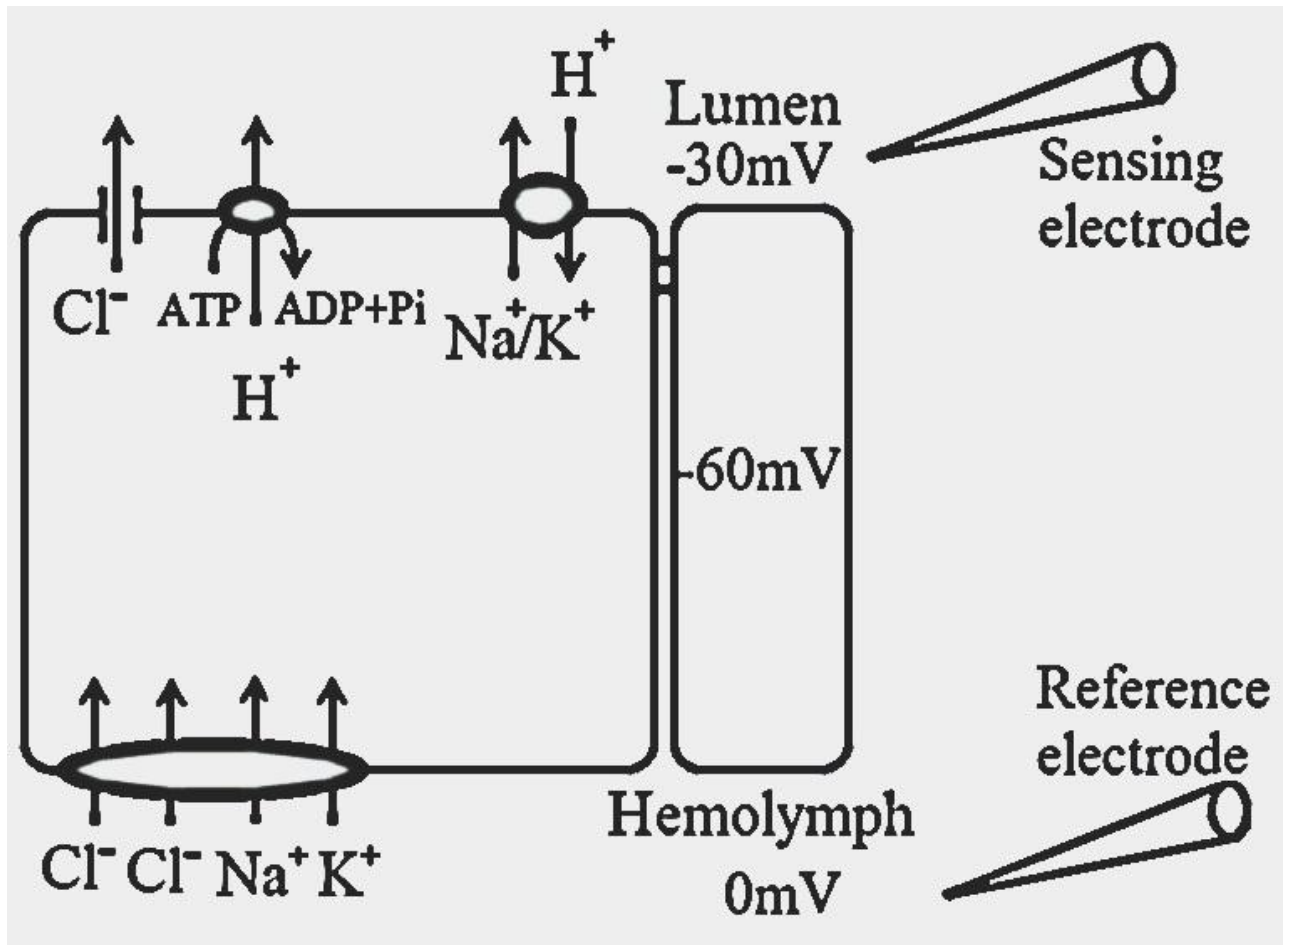 H⁺
Lumen
-30mV
Sensing
electrode
Cl⁻
ATP
ADP+Pi
H⁺
Na⁺/K⁺
-60mV
Reference
electrode
Hemolymph
0mV
Cl⁻ Cl⁻ Na⁺ K⁺